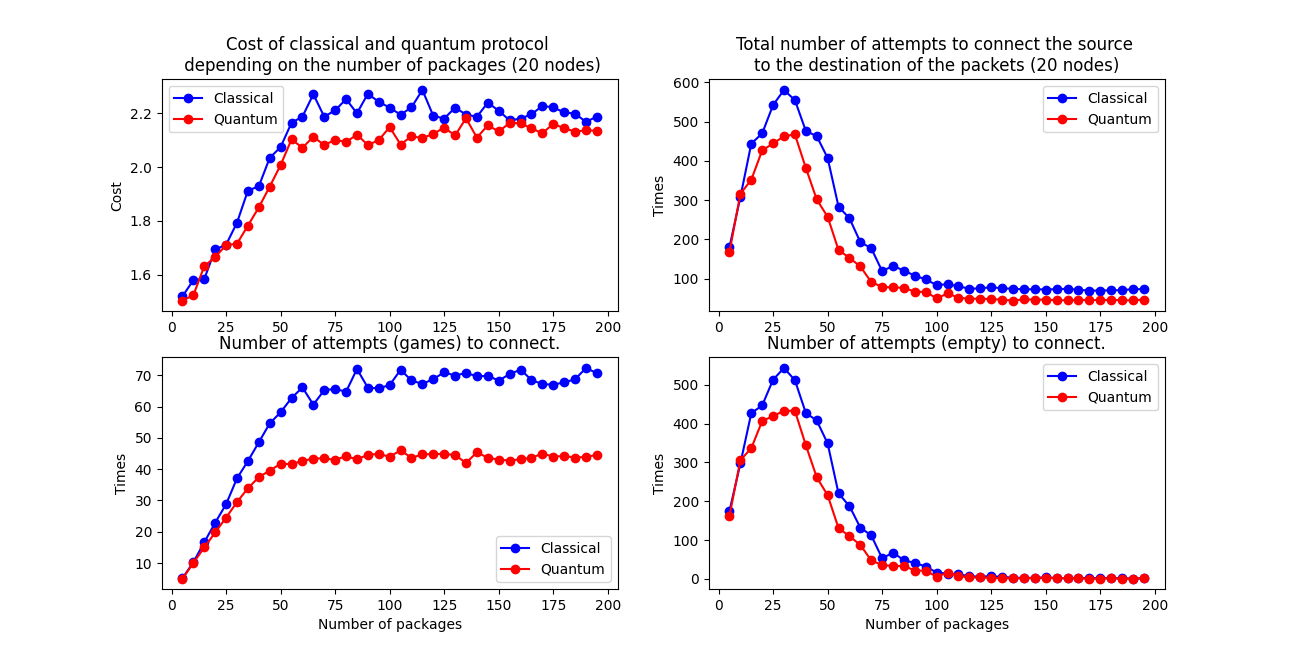 Cost of classical and quantum protocol
depending on the number of packages (20 nodes)
Classical
Quantum
Cost
2.2
2.0
1.8
1.6
0 25 50 75 100 125 150 175 200
Total number of attempts to connect the source
to the destination of the packets (20 nodes)
Classical
Quantum
Times
600
500
400
300
200
100
0 25 50 75 100 125 150 175 200
Number of attempts (games) to connect.
Times
70
60
50
40
30
20
10
Classical
Quantum
0 25 50 75 100 125 150 175 200
Number of packages
Number of attempts (empty) to connect.
Classical
Quantum
Times
500
400
300
200
100
0
0 25 50 75 100 125 150 175 200
Number of packages